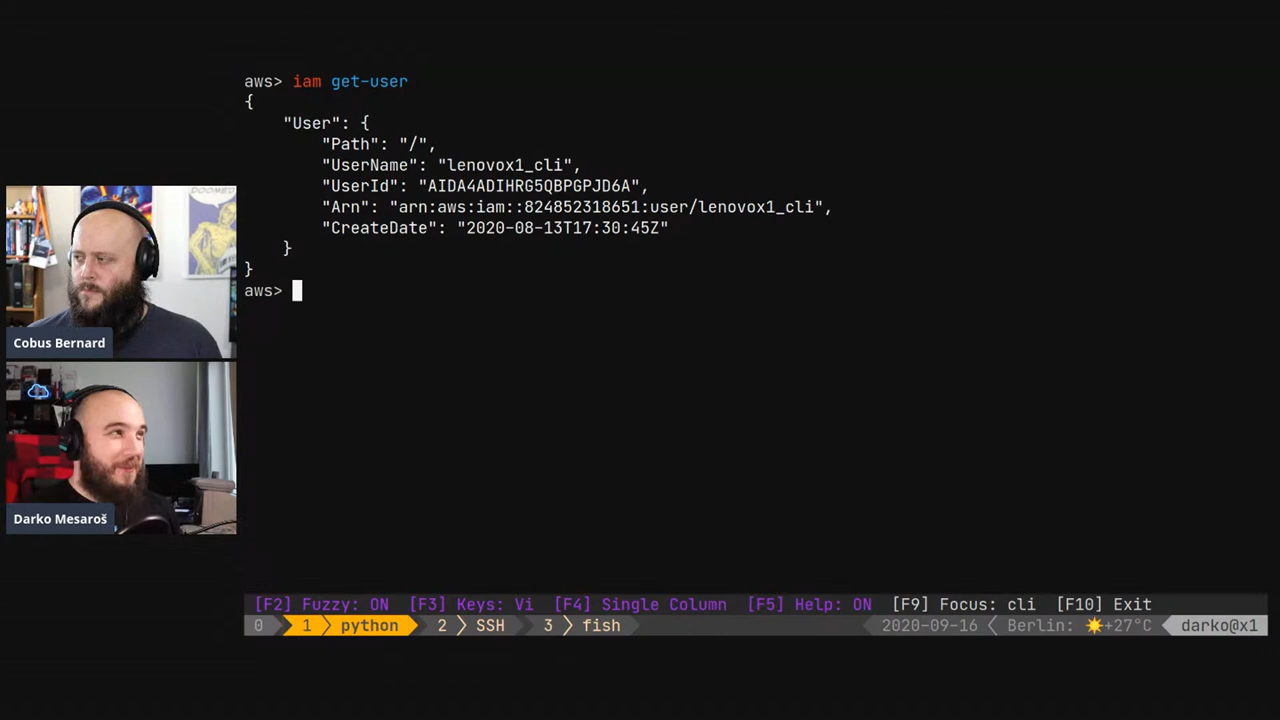 aws> iam get-user
{
"User": {
"Path": "/",
"UserName": "lenovox1_cli",
"UserId": "AIDA4ADIHRG5QBPGPJD6A",
"Arn": "arn:aws:iam::824852318651:user/lenovox1_cli",
"CreateDate": "2020-08-13T17:30:45Z"
}
}
aws>
DOOMED
Cobus Bernard
Darko Mesaroš
[F2] Fuzzy: ON [F3] Keys: Vi [F4] Single Column [F5] Help: ON [F9] Focus: cli [F10] Exit
0 1 python 2 SSH 3 fish 2020-09-16 Berlin: ☀️+27°C darko@x1